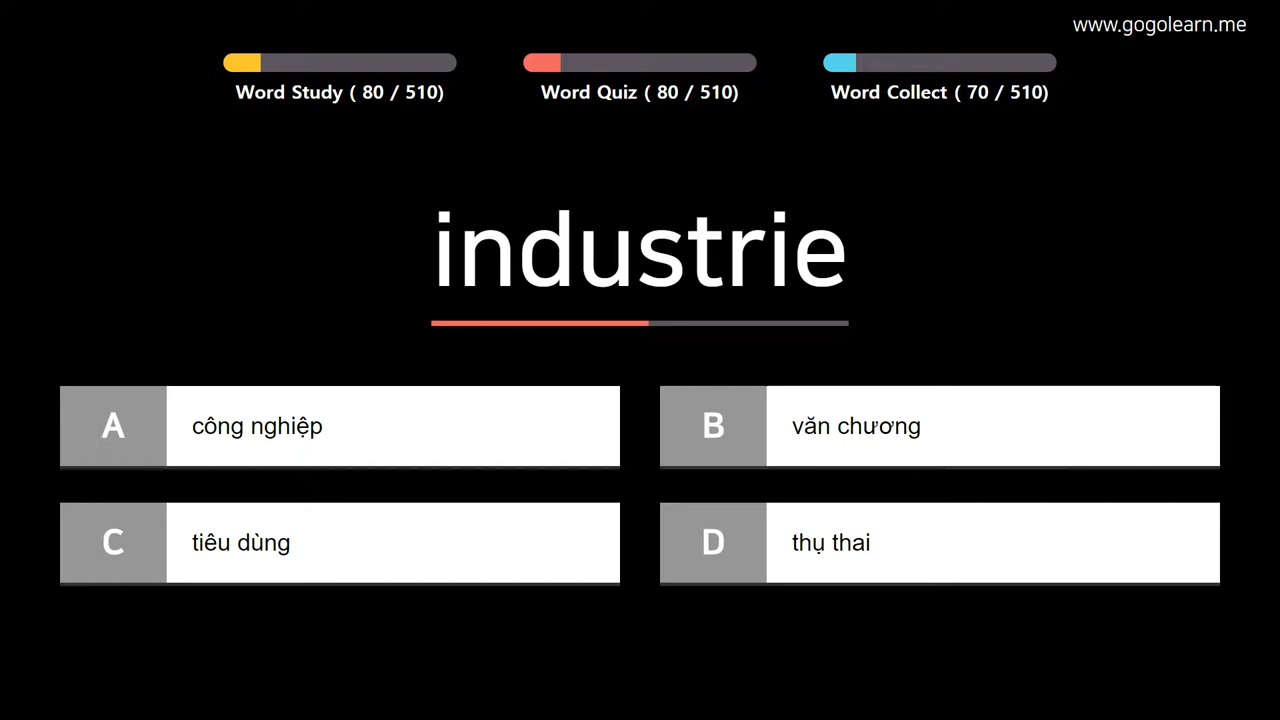 www.gogolearn.me
Word Study ( 80 / 510)
Word Quiz ( 80 / 510)
Word Collect ( 70 / 510)
industrie
A công nghiệp
B văn chương
C tiêu dùng
D thụ thai